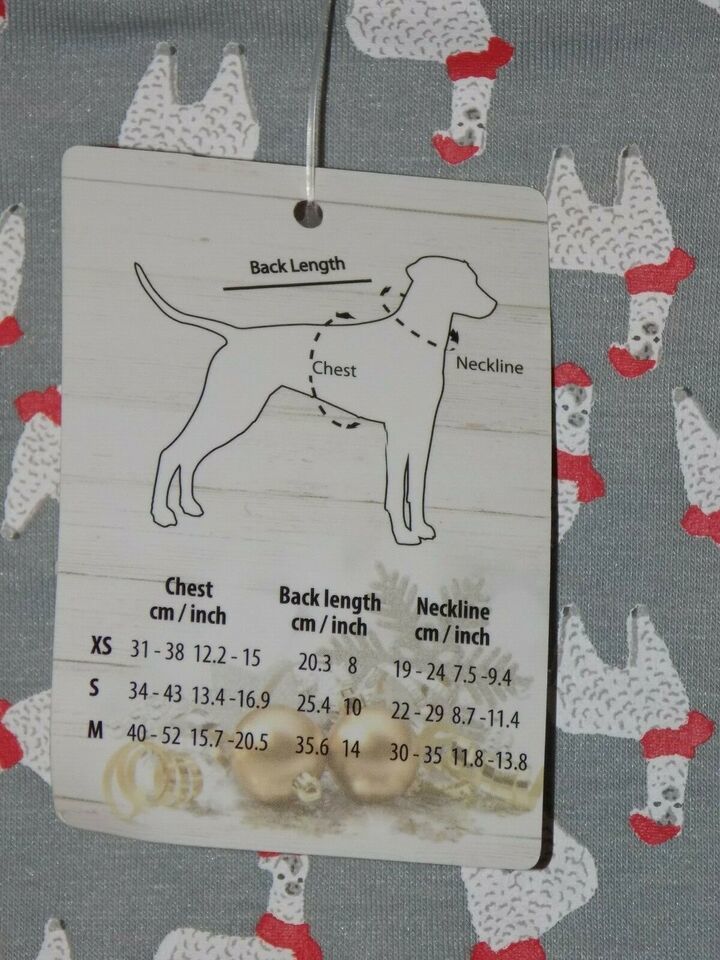 Back Length
Chest
Neckline
Chest Back length Neckline
cm / inch cm / inch cm / inch
XS 31 - 38 12.2 - 15 20.3 8 19 - 24 7.5 -9.4
S 34 - 43 13.4 -16.9 25.4 10 22 - 29 8.7 -11.4
M 40 - 52 15.7 -20.5 35.6 14 30 - 35 11.8 -13.8